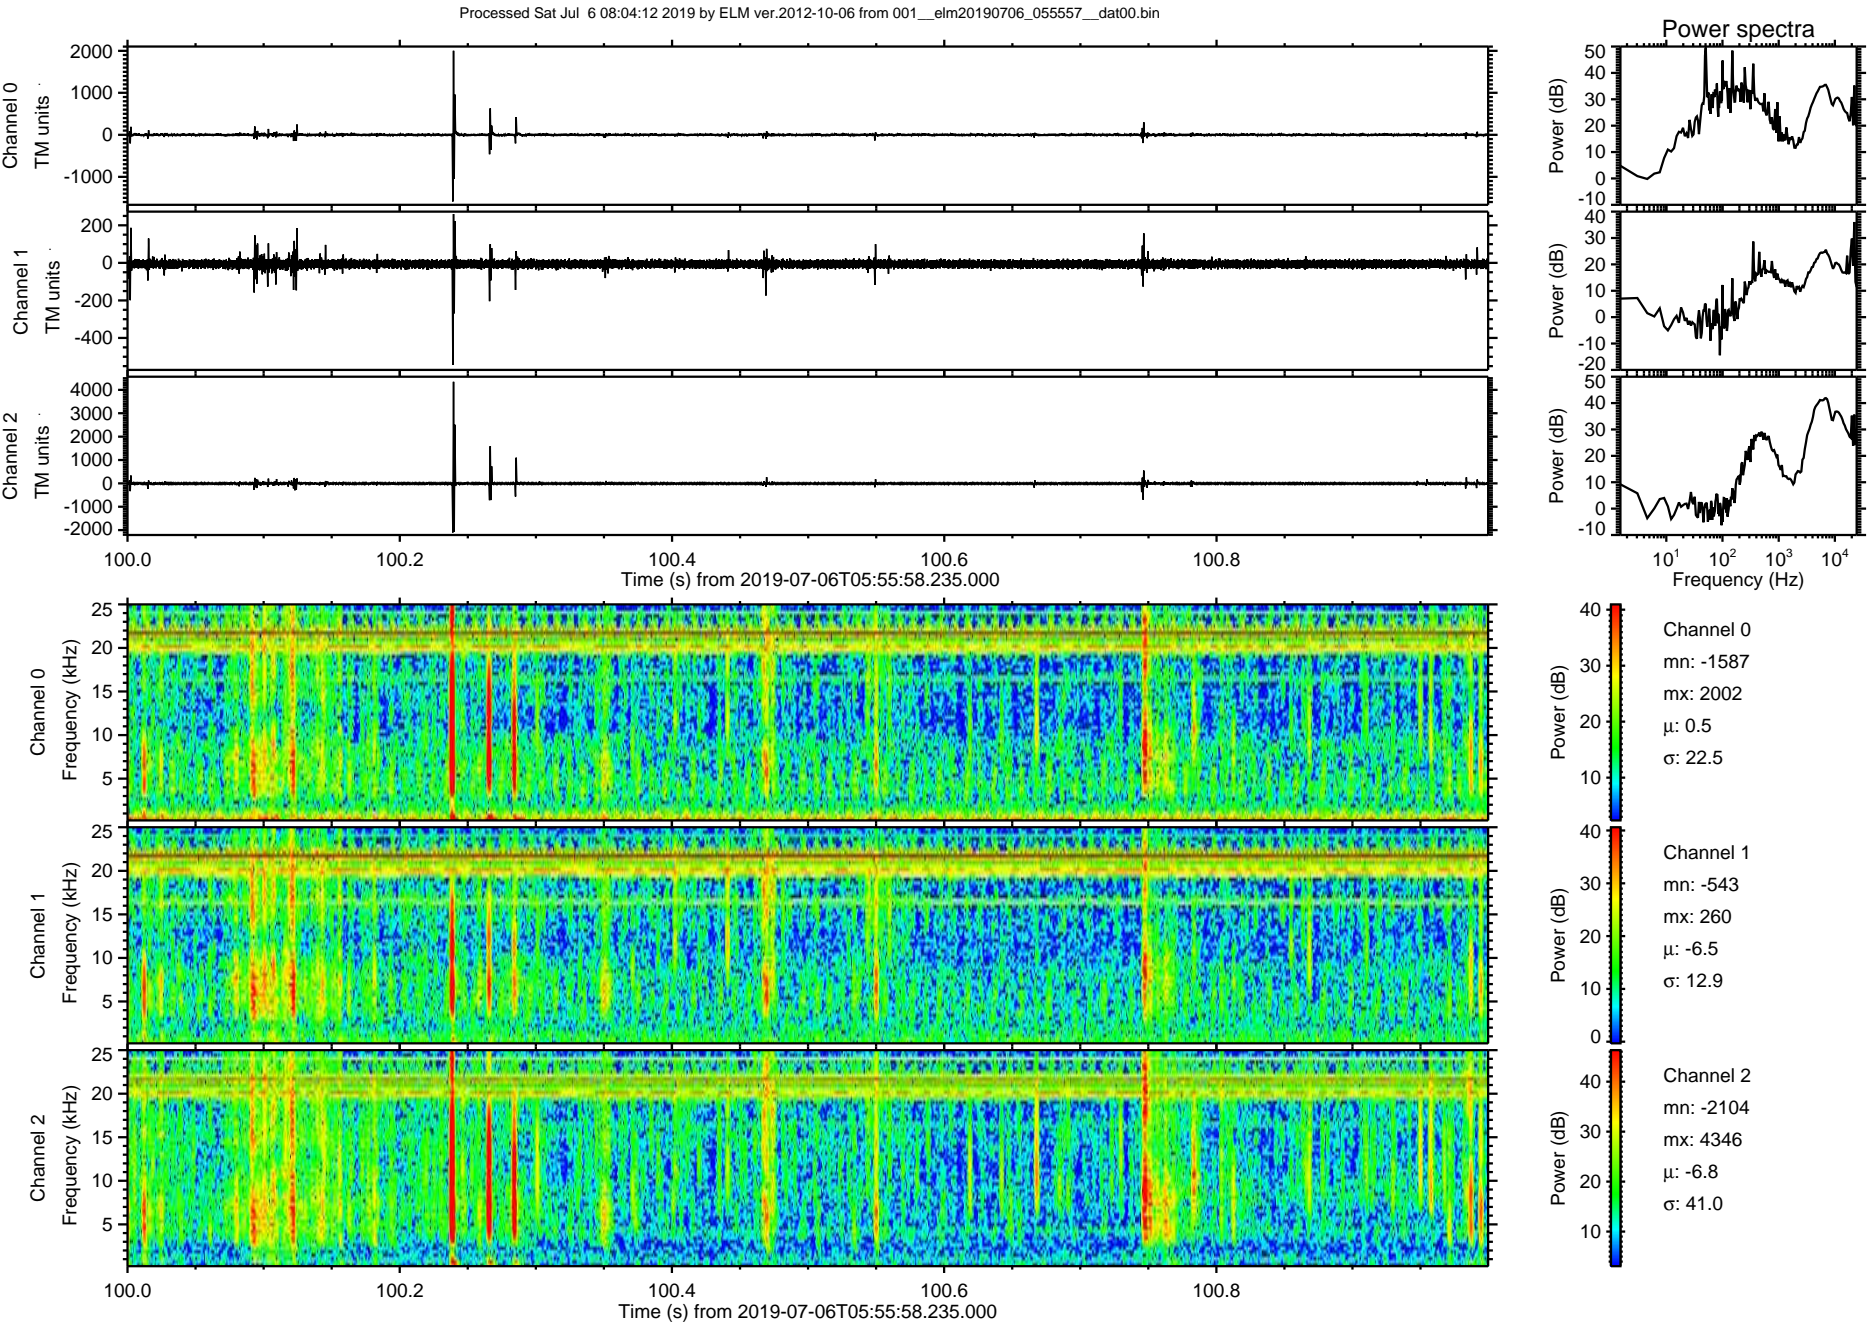 Processed Sat Jul  6 08:04:12 2019 by ELM ver.2012-10-06 from 001__elm20190706_055557__dat00.bin
Power spectra
Channel 0
TM units
2000
1000
0
-1000
Power (dB)
50
40
30
20
10
0
-10
Channel 1
TM units
200
0
-200
-400
Power (dB)
40
30
20
10
0
-10
-20
Channel 2
TM units
4000
3000
2000
1000
0
-1000
-2000
Power (dB)
50
40
30
20
10
0
-10
100.0 100.2 100.4 100.6 100.8
Time (s) from 2019-07-06T05:55:58.235.000
10^1 10^2 10^3 10^4
Frequency (Hz)
Channel 0
Frequency (kHz)
25
20
15
10
5
Power (dB)
40
30
20
10
Channel 0
mn: -1587
mx: 2002
μ: 0.5
σ: 22.5
Channel 1
Frequency (kHz)
25
20
15
10
5
Power (dB)
40
30
20
10
0
Channel 1
mn: -543
mx: 260
μ: -6.5
σ: 12.9
Channel 2
Frequency (kHz)
25
20
15
10
5
Power (dB)
40
30
20
10
Channel 2
mn: -2104
mx: 4346
μ: -6.8
σ: 41.0
100.0 100.2 100.4 100.6 100.8
Time (s) from 2019-07-06T05:55:58.235.000